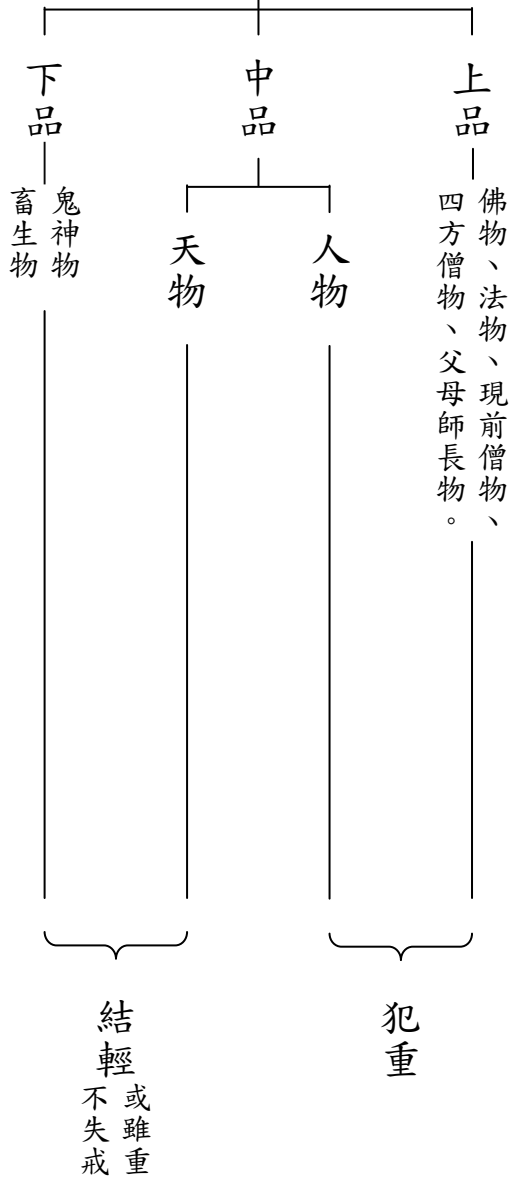 上品
佛物、法物、現前僧物、
四方僧物、父母師長物。
中品
人物
天物
下品
鬼神物
畜生物
犯重
結輕
或雖重
不失戒